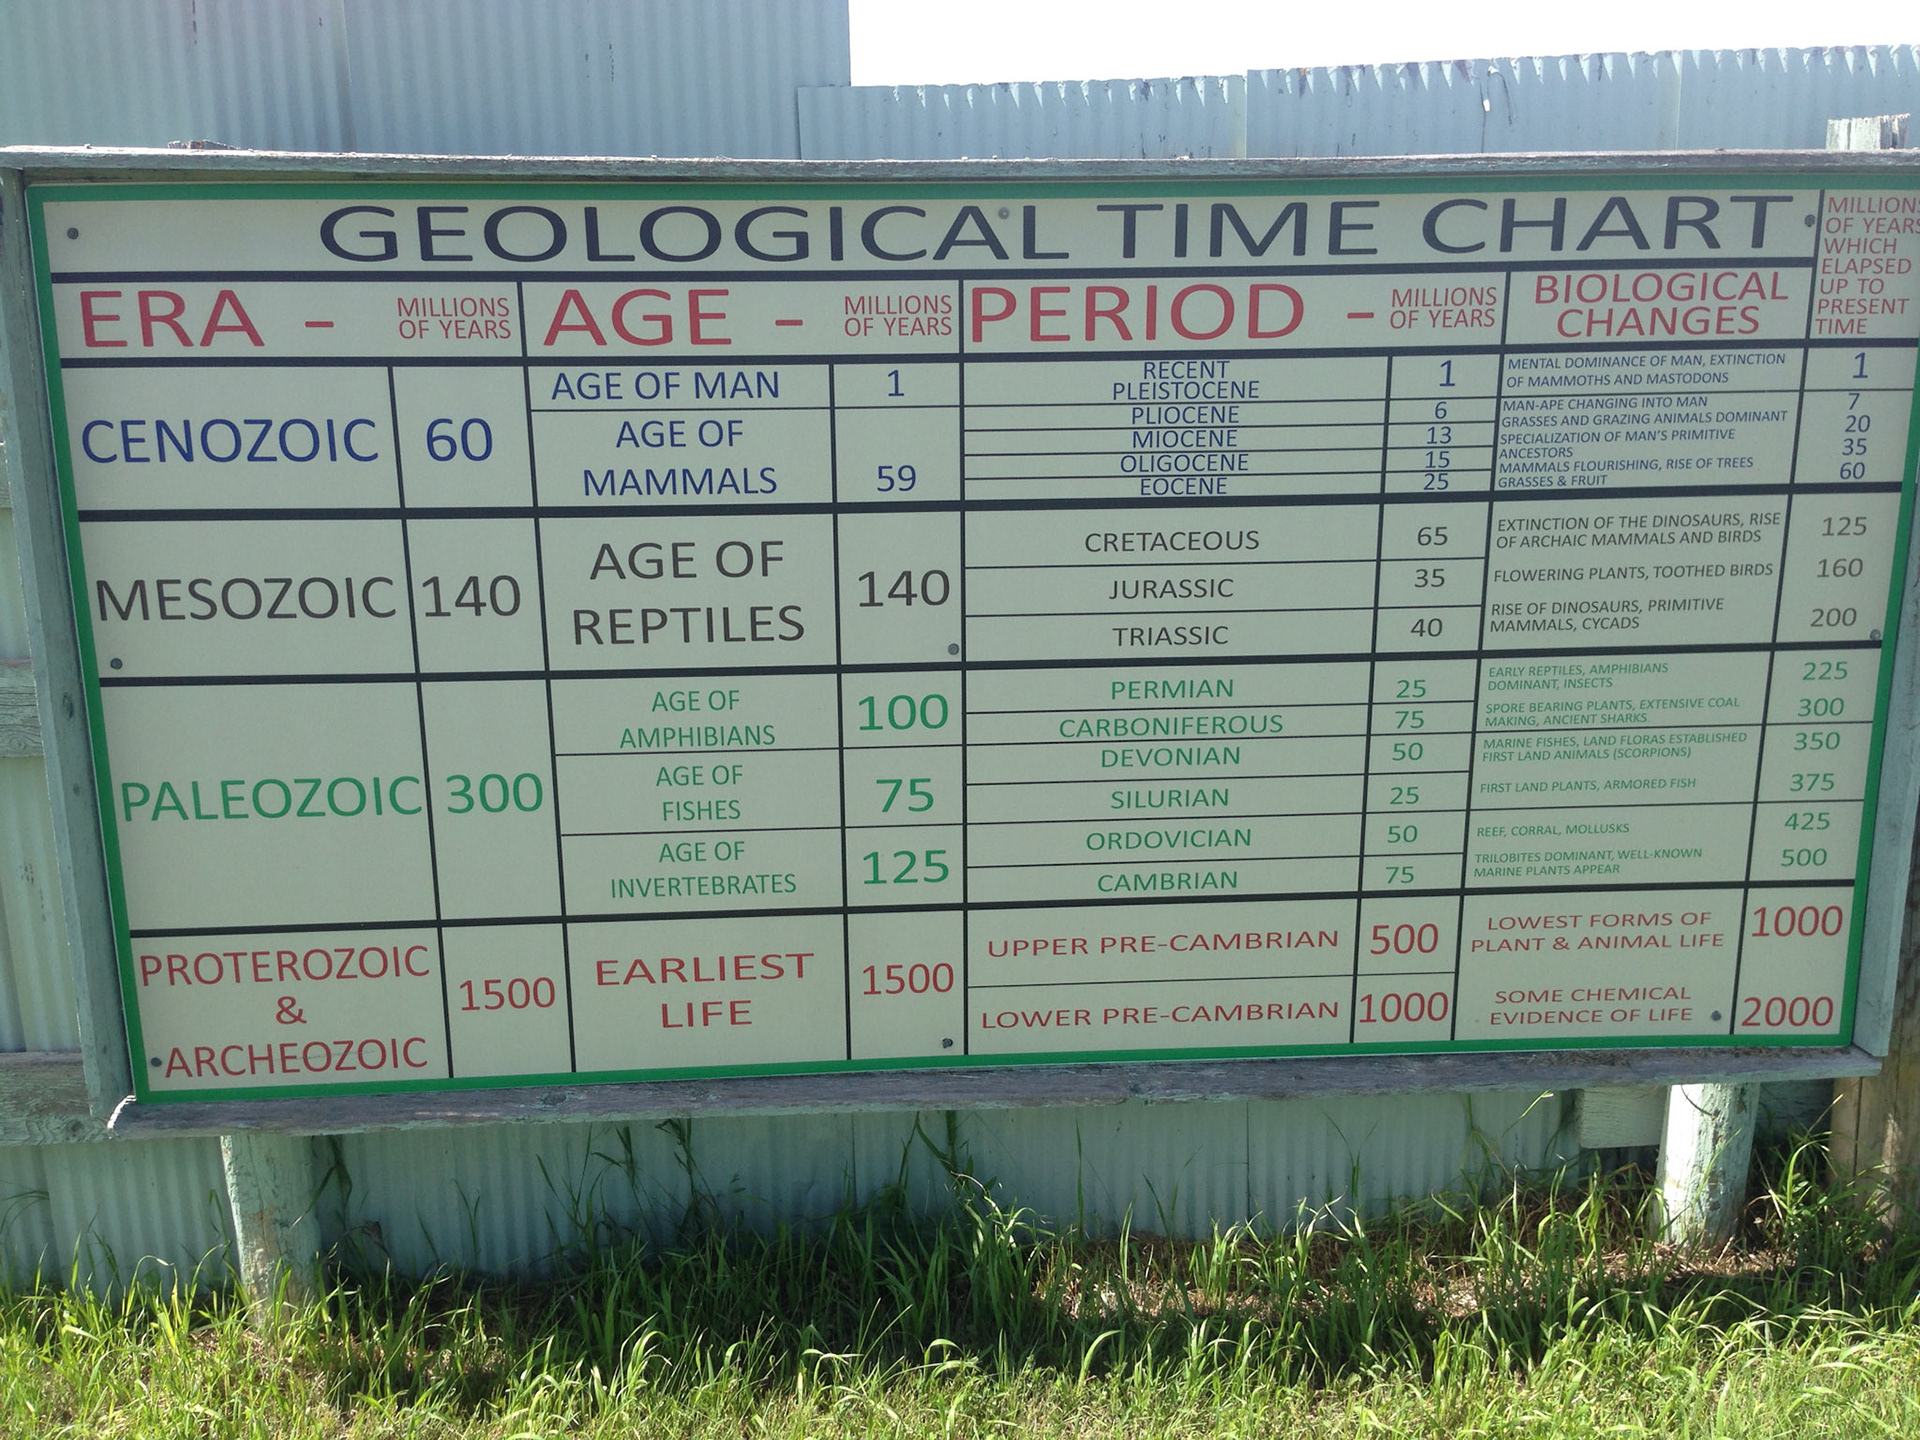 GEOLOGICAL TIME CHART
MILLIONS
OF YEARS
WHICH
ELAPSED
UP TO
PRESENT
TIME
ERA -
MILLIONS
OF YEARS
AGE -
MILLIONS
OF YEARS
PERIOD -
MILLIONS
OF YEARS
BIOLOGICAL
CHANGES
CENOZOIC
60
AGE OF MAN
1
AGE OF
MAMMALS
59
RECENT
PLEISTOCENE
1
PLIOCENE
6
MIOCENE
13
OLIGOCENE
15
EOCENE
25
MENTAL DOMINANCE OF MAN, EXTINCTION
OF MAMMOTHS AND MASTODONS
MAN-APE CHANGING INTO MAN
GRASSES AND GRAZING ANIMALS DOMINANT
SPECIALIZATION OF MAN'S PRIMITIVE
ANCESTORS
MAMMALS FLOURISHING, RISE OF TREES
GRASSES & FRUIT
1
7
20
35
60
MESOZOIC
140
AGE OF
REPTILES
140
CRETACEOUS
65
JURASSIC
35
TRIASSIC
40
EXTINCTION OF THE DINOSAURS, RISE
OF ARCHAIC MAMMALS AND BIRDS
FLOWERING PLANTS, TOOTHED BIRDS
RISE OF DINOSAURS, PRIMITIVE
MAMMALS, CYCADS
125
160
200
PALEOZOIC
300
AGE OF
AMPHIBIANS
100
AGE OF
FISHES
75
AGE OF
INVERTEBRATES
125
PERMIAN
25
CARBONIFEROUS
75
DEVONIAN
50
SILURIAN
25
ORDOVICIAN
50
CAMBRIAN
75
EARLY REPTILES, AMPHIBIANS
DOMINANT, INSECTS
SPORE BEARING PLANTS, EXTENSIVE COAL
MAKING, ANCIENT SHARKS.
MARINE FISHES, LAND FLORAS ESTABLISHED
FIRST LAND ANIMALS (SCORPIONS)
FIRST LAND PLANTS, ARMORED FISH
REEF, CORRAL, MOLLUSKS
TRILOBITES DOMINANT, WELL-KNOWN
MARINE PLANTS APPEAR
225
300
350
375
425
500
PROTEROZOIC
&
ARCHEOZOIC
1500
EARLIEST
LIFE
1500
UPPER PRE-CAMBRIAN
500
LOWER PRE-CAMBRIAN
1000
LOWEST FORMS OF
PLANT & ANIMAL LIFE
SOME CHEMICAL
EVIDENCE OF LIFE
1000
2000